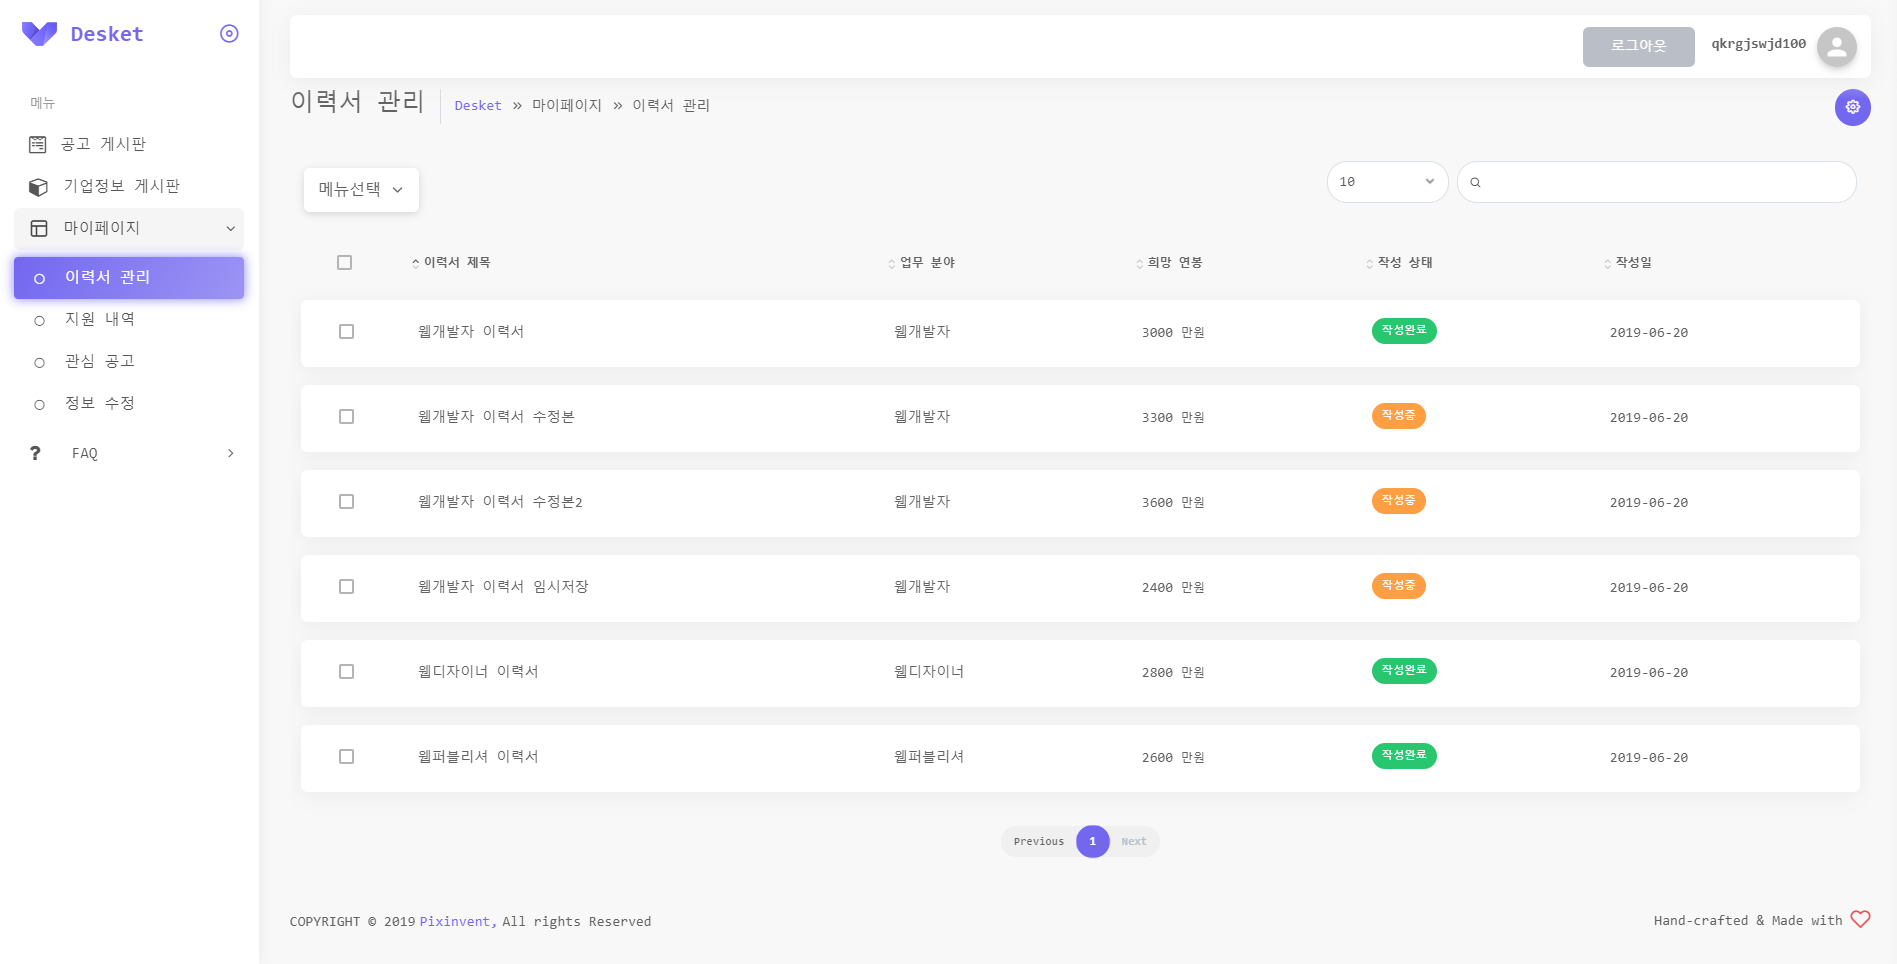 Desket
메뉴
공고 게시판
기업정보 게시판
마이페이지
이력서 관리
지원 내역
관심 공고
정보 수정
? FAQ
로그아웃 qkrgjswjd100
이력서 관리 Desket » 마이페이지 » 이력서 관리
메뉴선택 10
이력서 제목 업무 분야 희망 연봉 작성 상태 작성일
웹개발자 이력서 웹개발자 3000 만원 작성완료 2019-06-20
웹개발자 이력서 수정본 웹개발자 3300 만원 작성중 2019-06-20
웹개발자 이력서 수정본2 웹개발자 3600 만원 작성중 2019-06-20
웹개발자 이력서 임시저장 웹개발자 2400 만원 작성중 2019-06-20
웹디자이너 이력서 웹디자이너 2800 만원 작성완료 2019-06-20
웹퍼블리셔 이력서 웹퍼블리셔 2600 만원 작성완료 2019-06-20
Previous 1 Next
COPYRIGHT © 2019 Pixinvent, All rights Reserved Hand-crafted & Made with